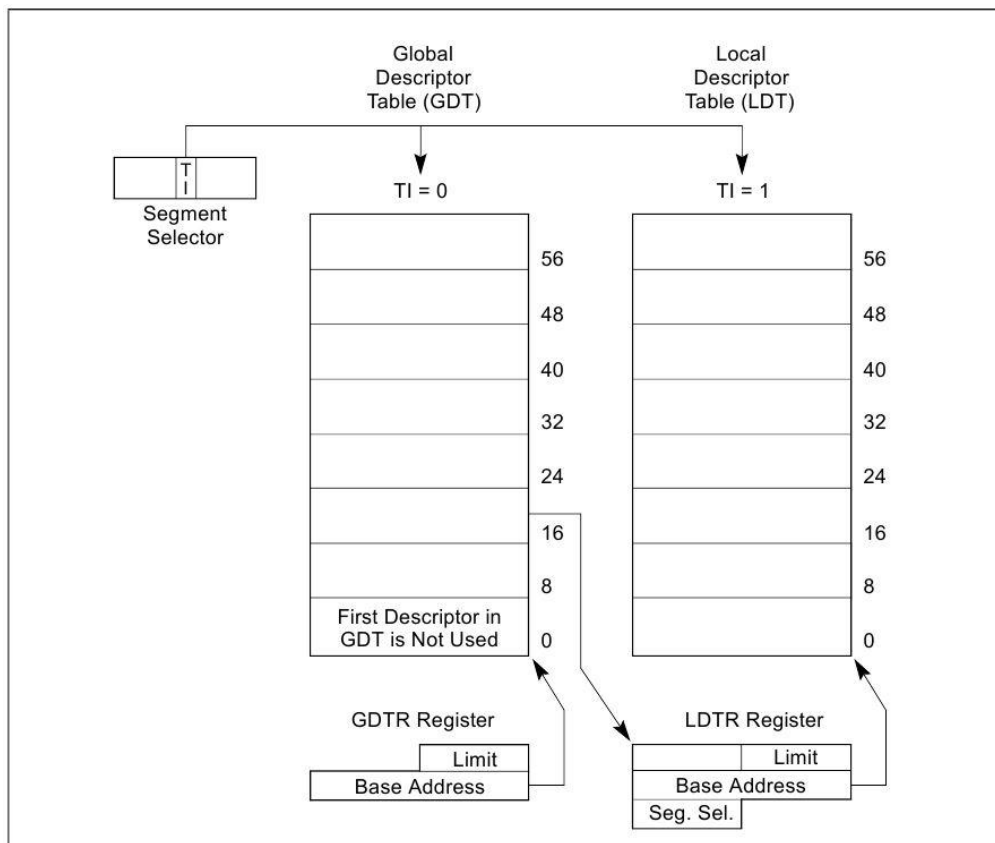 Global
Descriptor
Table (GDT)
Local
Descriptor
Table (LDT)
T
I
Segment
Selector
TI = 0
TI = 1
56
48
40
32
24
16
8
First Descriptor in
GDT is Not Used
0
56
48
40
32
24
16
8
0
GDTR Register
Limit
Base Address
LDTR Register
Limit
Base Address
Seg. Sel.